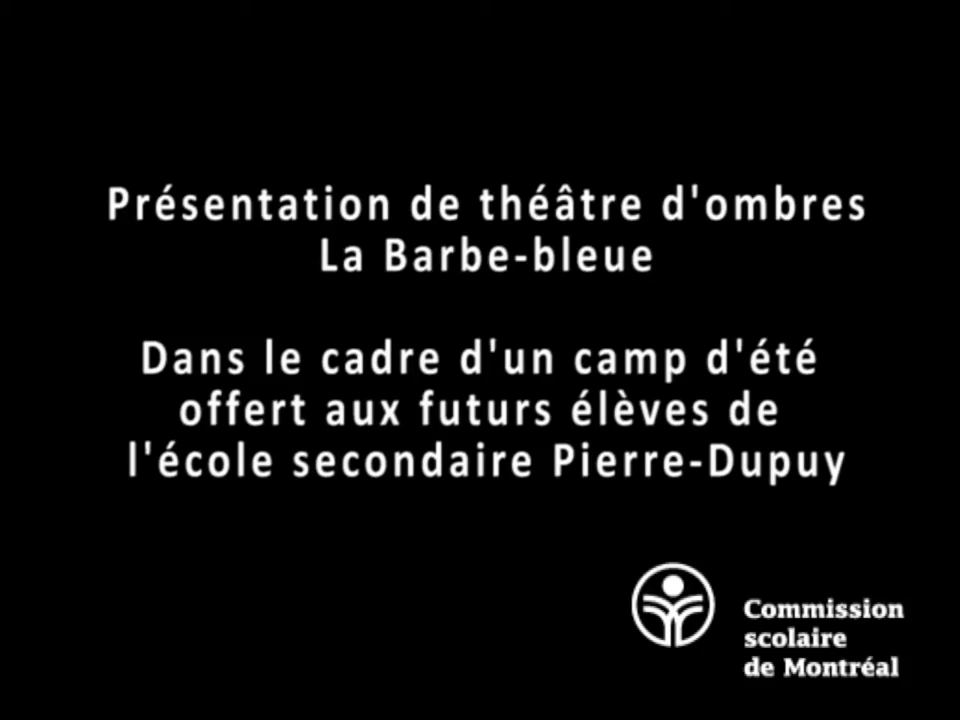 Présentation de théâtre d'ombres
La Barbe-bleue
Dans le cadre d'un camp d'été
offert aux futurs élèves de
l'école secondaire Pierre-Dupuy
Commission
scolaire
de Montréal